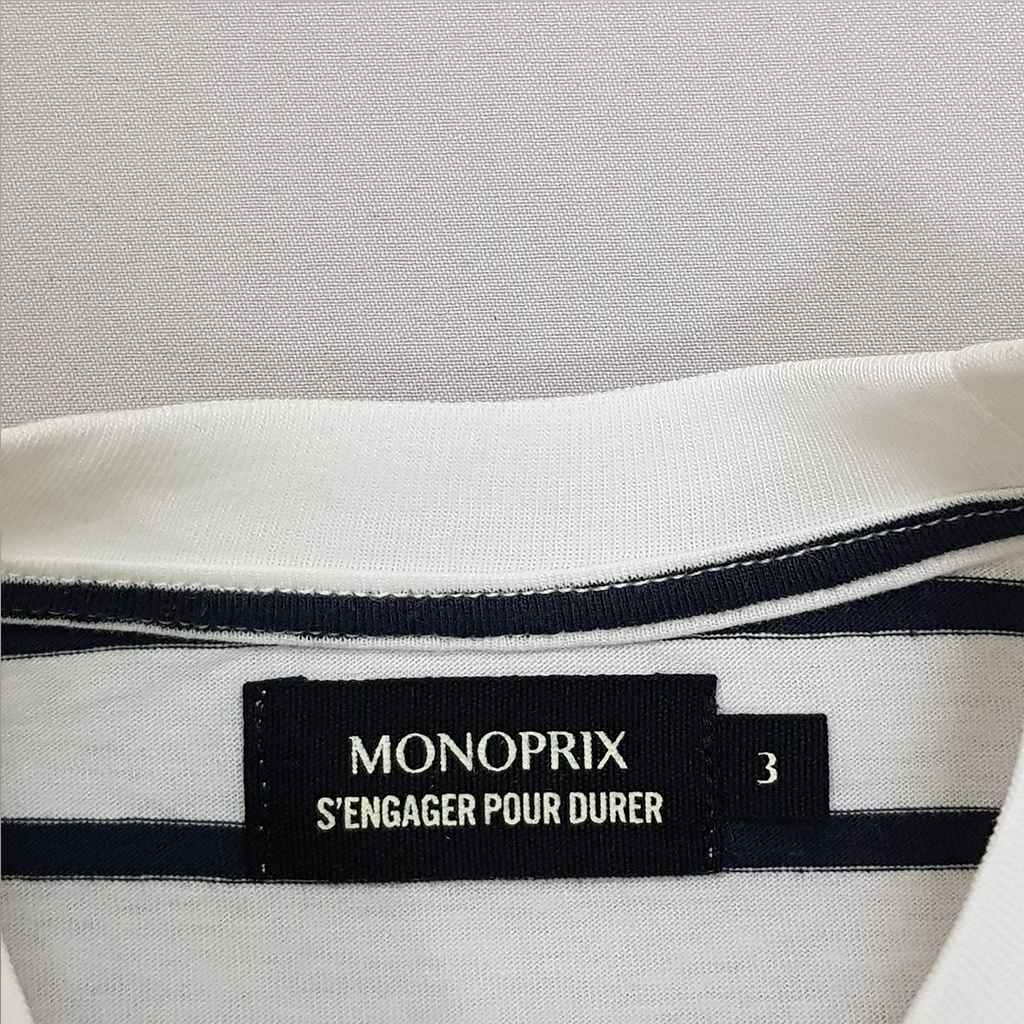 MONOPRIX
S'ENGAGER POUR DURER
3